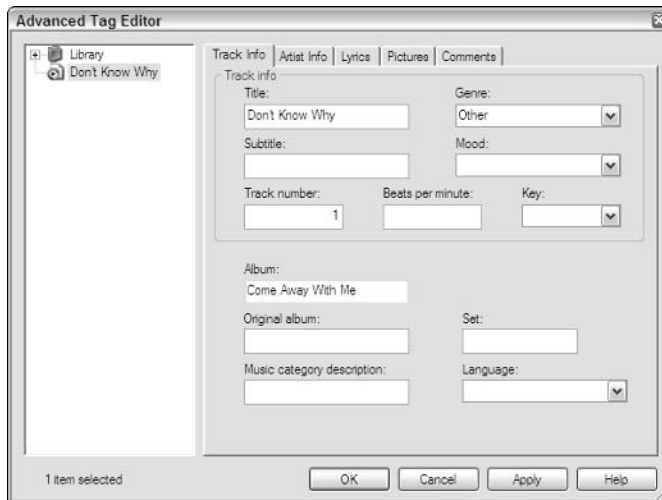 Advanced Tag Editor
Library
Don't Know Why
Track Info Artist Info Lyrics Pictures Comments
Track info
Title: Genre:
Don't Know Why Other
Subtitle: Mood:
Track number: Beats per minute: Key:
1
Album:
Come Away With Me
Original album: Set:
Music category description: Language:
1 item selected OK Cancel Apply Help